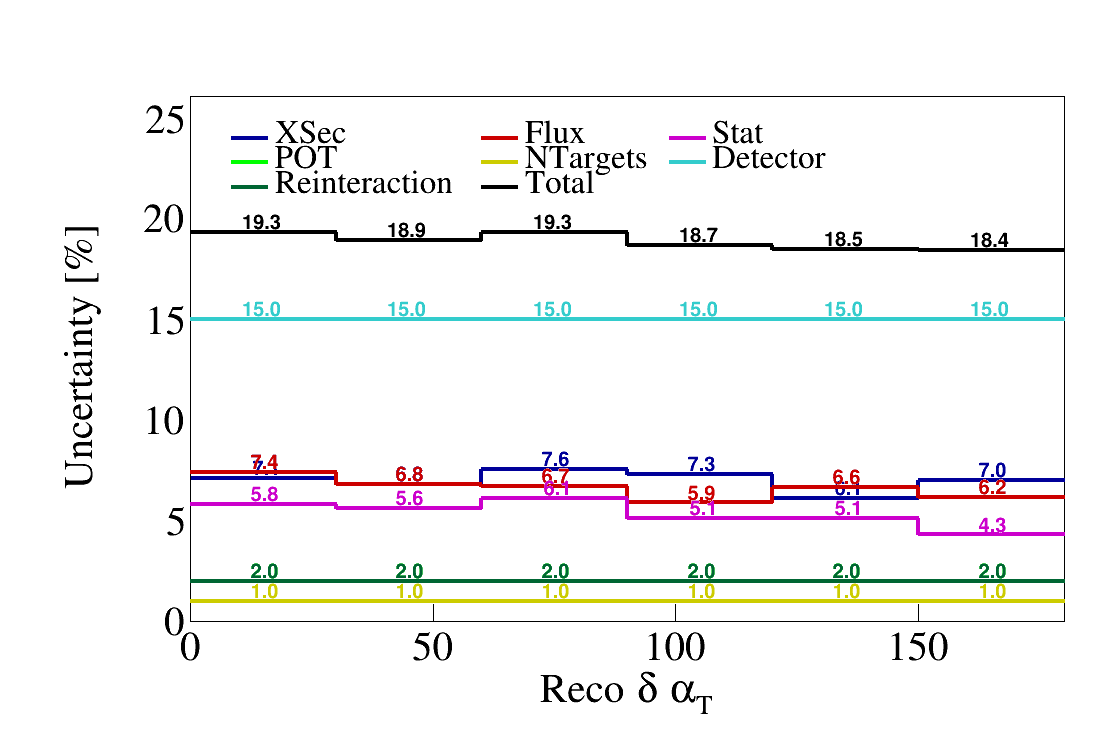 25
XSec Flux Stat
POT NTargets Detector
Reinteraction Total
20
19.3 18.9 19.3 18.7 18.5 18.4
15
15.0 15.0 15.0 15.0 15.0 15.0
10
7.4 6.8 7.6 7.3 6.6 7.0
6.7 5.9 6.1 6.2
5.8 5.6 6.1 5.1 5.1 4.3
5
2.0 2.0 2.0 2.0 2.0 2.0
1.0 1.0 1.0 1.0 1.0 1.0
0
0 50 100 150
Reco δ αT
Uncertainty [%]